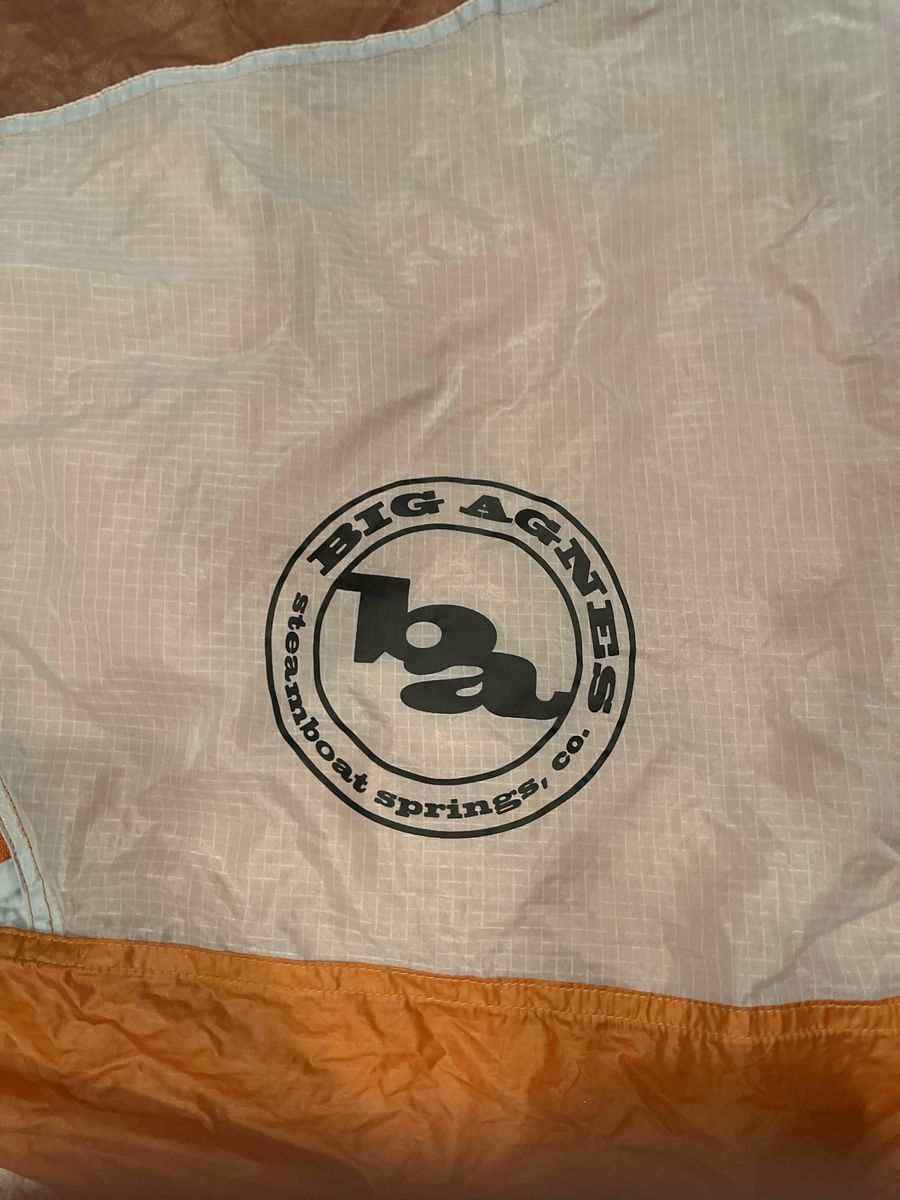 BIG AGNES
ba
steamboat springs, co.